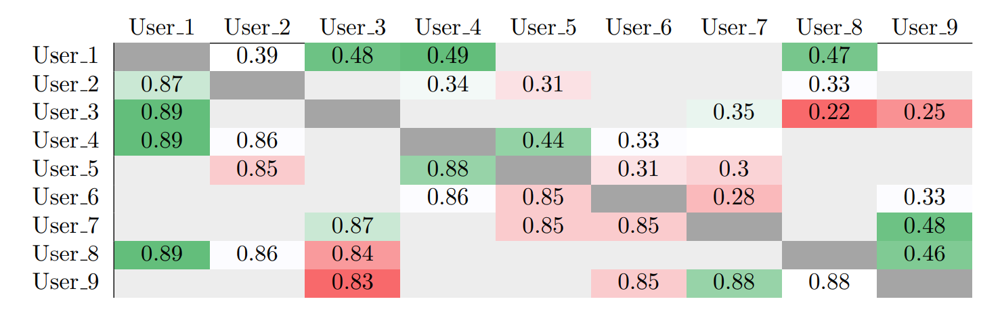 User_1 User_2 User_3 User_4 User_5 User_6 User_7 User_8 User_9
User_1 0.39 0.48 0.49 0.47
User_2 0.87 0.34 0.31 0.33
User_3 0.89 0.35 0.22 0.25
User_4 0.89 0.86 0.44 0.33
User_5 0.85 0.88 0.31 0.3
User_6 0.86 0.85 0.28 0.33
User_7 0.87 0.85 0.85 0.48
User_8 0.89 0.86 0.84 0.46
User_9 0.83 0.85 0.88 0.88